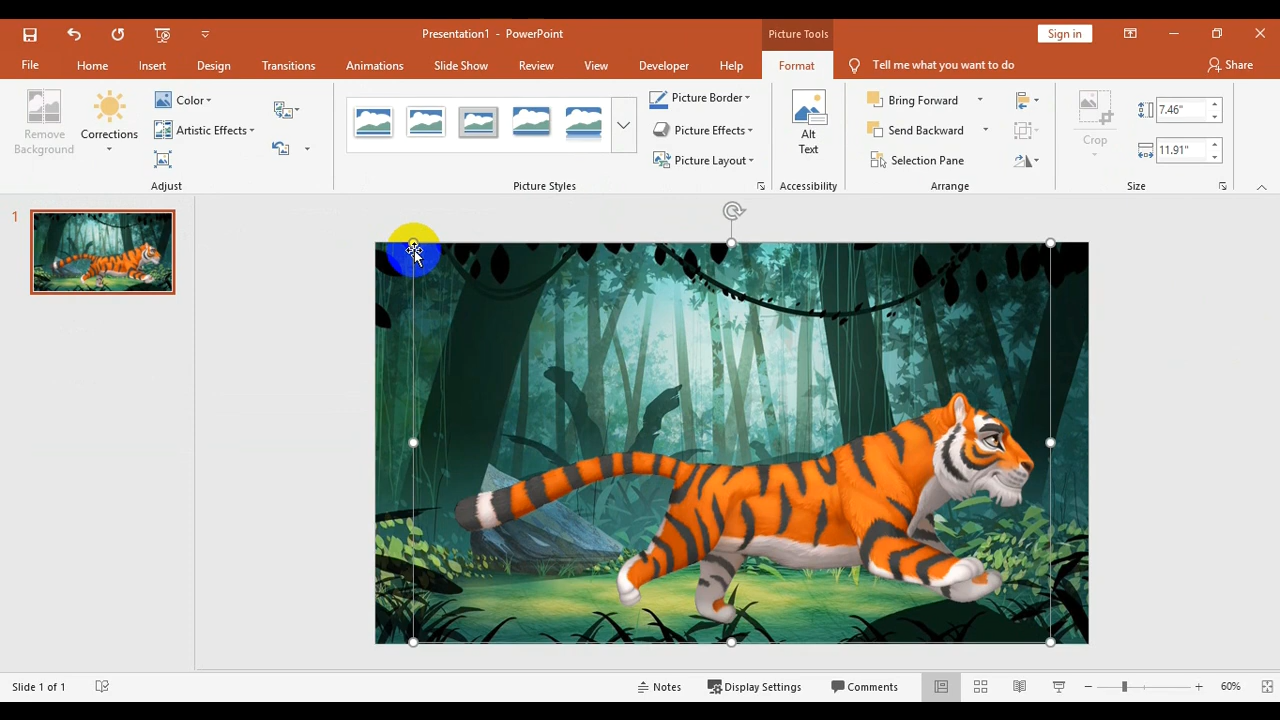 Presentation1 - PowerPoint
Picture Tools
Sign in
File Home Insert Design Transitions Animations Slide Show Review View Developer Help Format Tell me what you want to do Share
Remove Background
Corrections
Color
Artistic Effects
Adjust
Picture Border
Picture Effects
Picture Layout
Picture Styles
Alt Text
Accessibility
Bring Forward
Send Backward
Selection Pane
Arrange
Crop
7.46"
11.91"
Size
1
Slide 1 of 1
Notes Display Settings Comments
60%